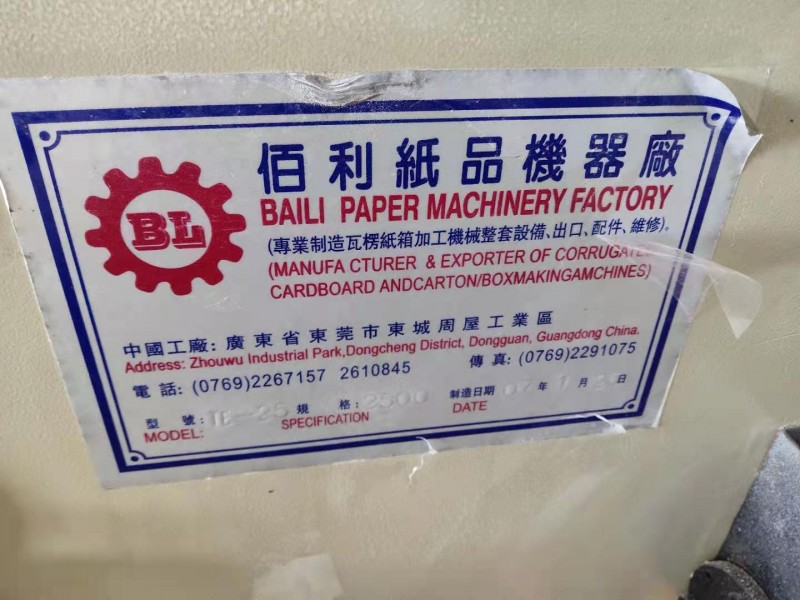 BL
佰利紙品機器廠
BAILI PAPER MACHINERY FACTORY
(專業制造瓦楞紙箱加工機械整套設備、出口、配件、維修)。
(MANUFA CTURER & EXPORTER OF CORRUGATED
CARDBOARD ANDCARTON/BOXMAKINGAMCHINES)
中國工廠: 廣東省東莞市東城周屋工業區
Address: Zhouwu Industrial Park,Dongcheng District, Dongguan, Guangdong China.
電話: (0769)2267157 2610845 傳真: (0769)2291075
型號: 規格: 2500 制造日期 07 年 1 月 日
MODEL: SPECIFICATION DATE